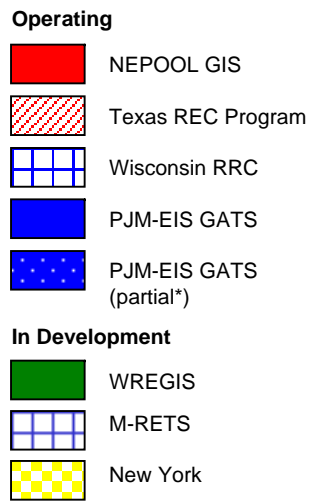 Operating
NEPOOL GIS
Texas REC Program
Wisconsin RRC
PJM-EIS GATS
PJM-EIS GATS
(partial*)
In Development
WREGIS
M-RETS
New York